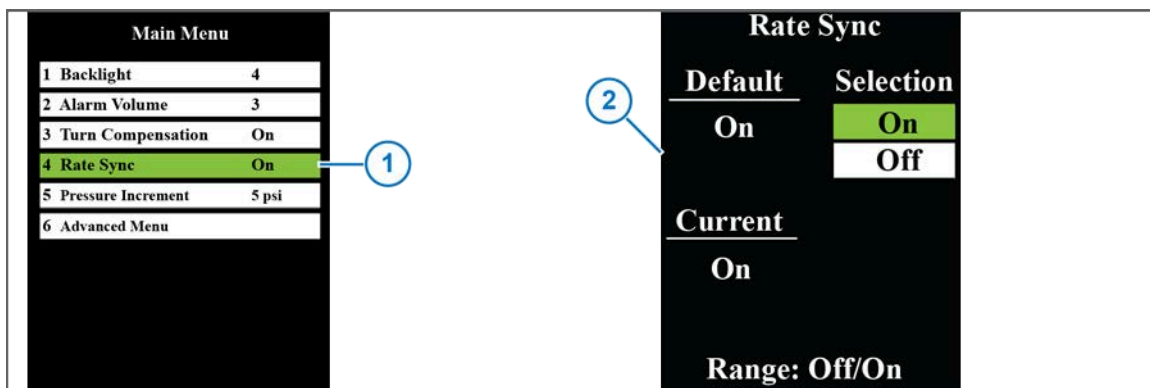 Main Menu
1 Backlight 4
2 Alarm Volume 3
3 Turn Compensation On
4 Rate Sync On
5 Pressure Increment 5 psi
6 Advanced Menu
1
2
Rate Sync
Default Selection
On On
Off
Current
On
Range: Off/On